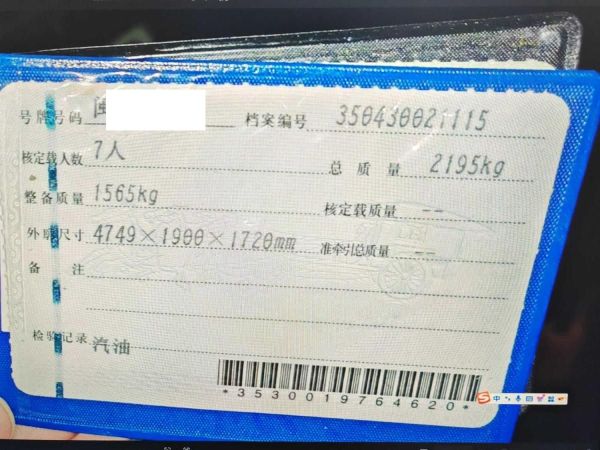 号牌号码 闽 档案编号 350430021115
核定载人数 7人 总质量 2195kg
整备质量 1565kg 核定载质量 --
外廓尺寸 4749×1900×1720mm 准牵引总质量 --
备注
检验记录 汽油
*3530019764620*
中